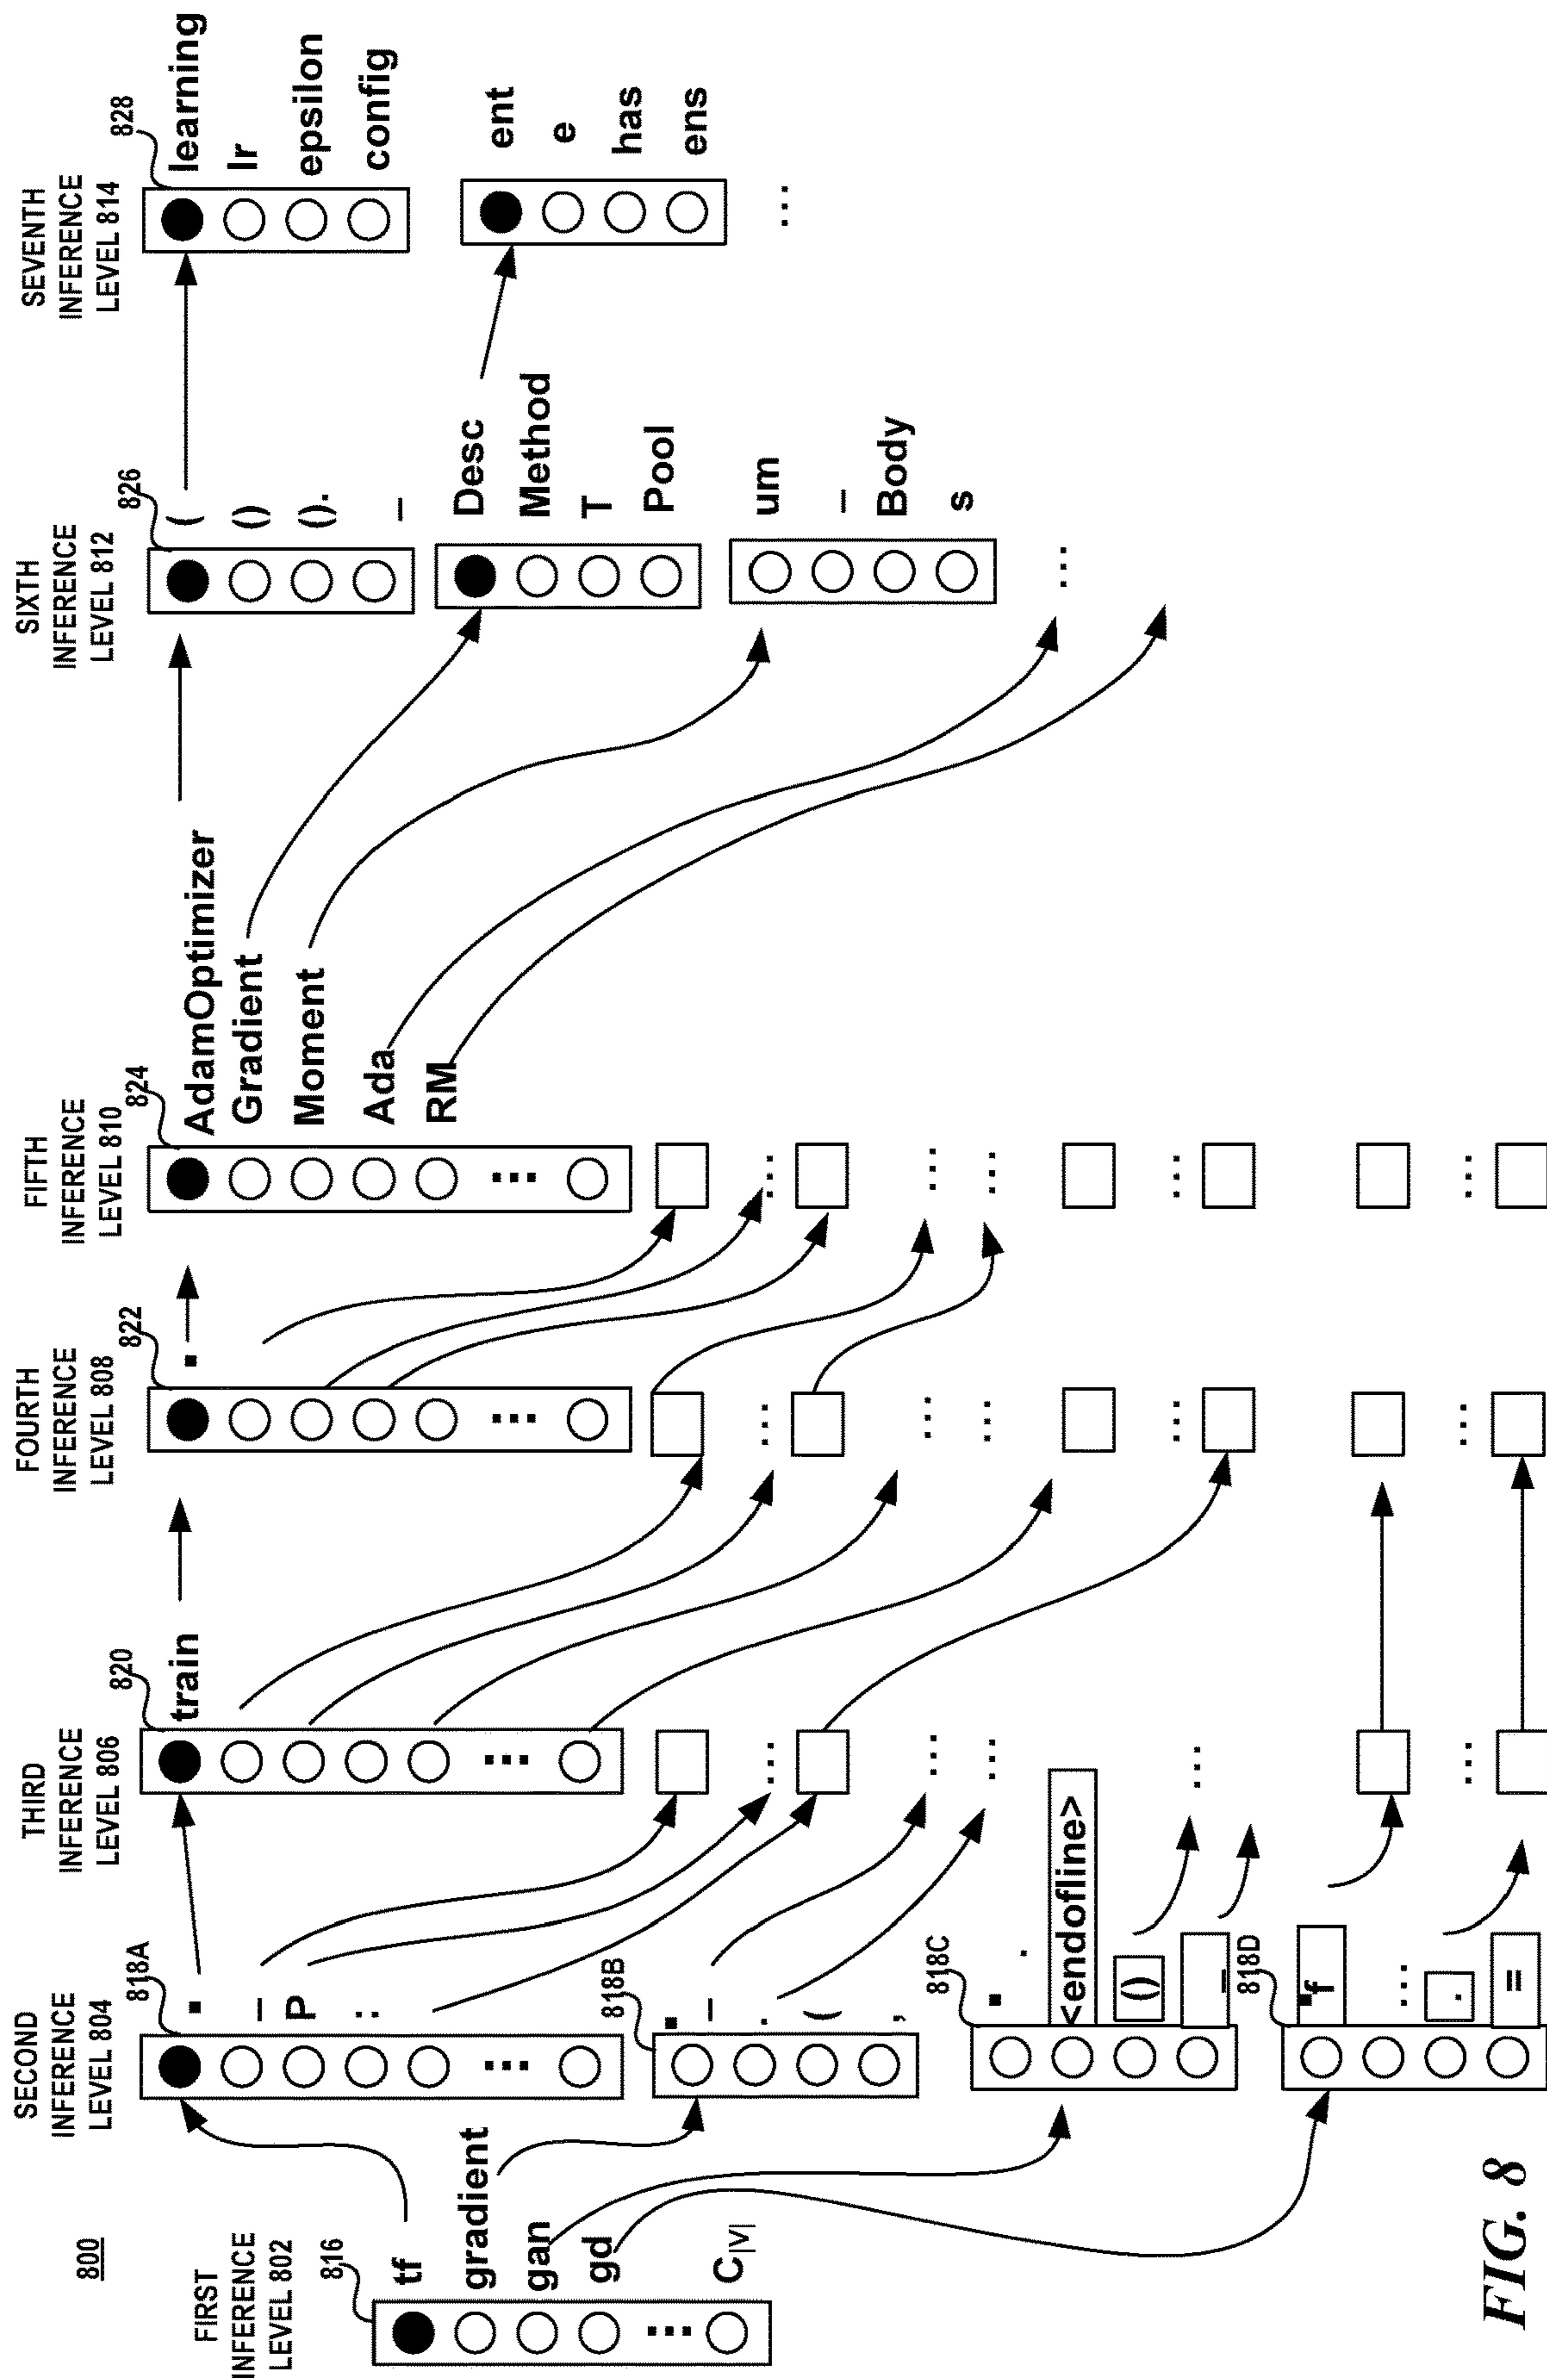 800
FIRST
INFERENCE
LEVEL 802
816
tf
gradient
gan
gd
C|V|
SECOND
INFERENCE
LEVEL 804
818A
.
_
P
:
818B
.
_
.
(
,
818C
.
.
<endofline>
()
_
818D
.
f
...
.
=
THIRD
INFERENCE
LEVEL 806
820
train
FOURTH
INFERENCE
LEVEL 808
822
.
FIFTH
INFERENCE
LEVEL 810
824
AdamOptimizer
Gradient
Moment
Ada
RM
SIXTH
INFERENCE
LEVEL 812
826
(
()
().
_
Desc
Method
T
Pool
um
_
Body
s
...
SEVENTH
INFERENCE
LEVEL 814
828
learning
lr
epsilon
config
ent
e
has
ens
...
FIG. 8